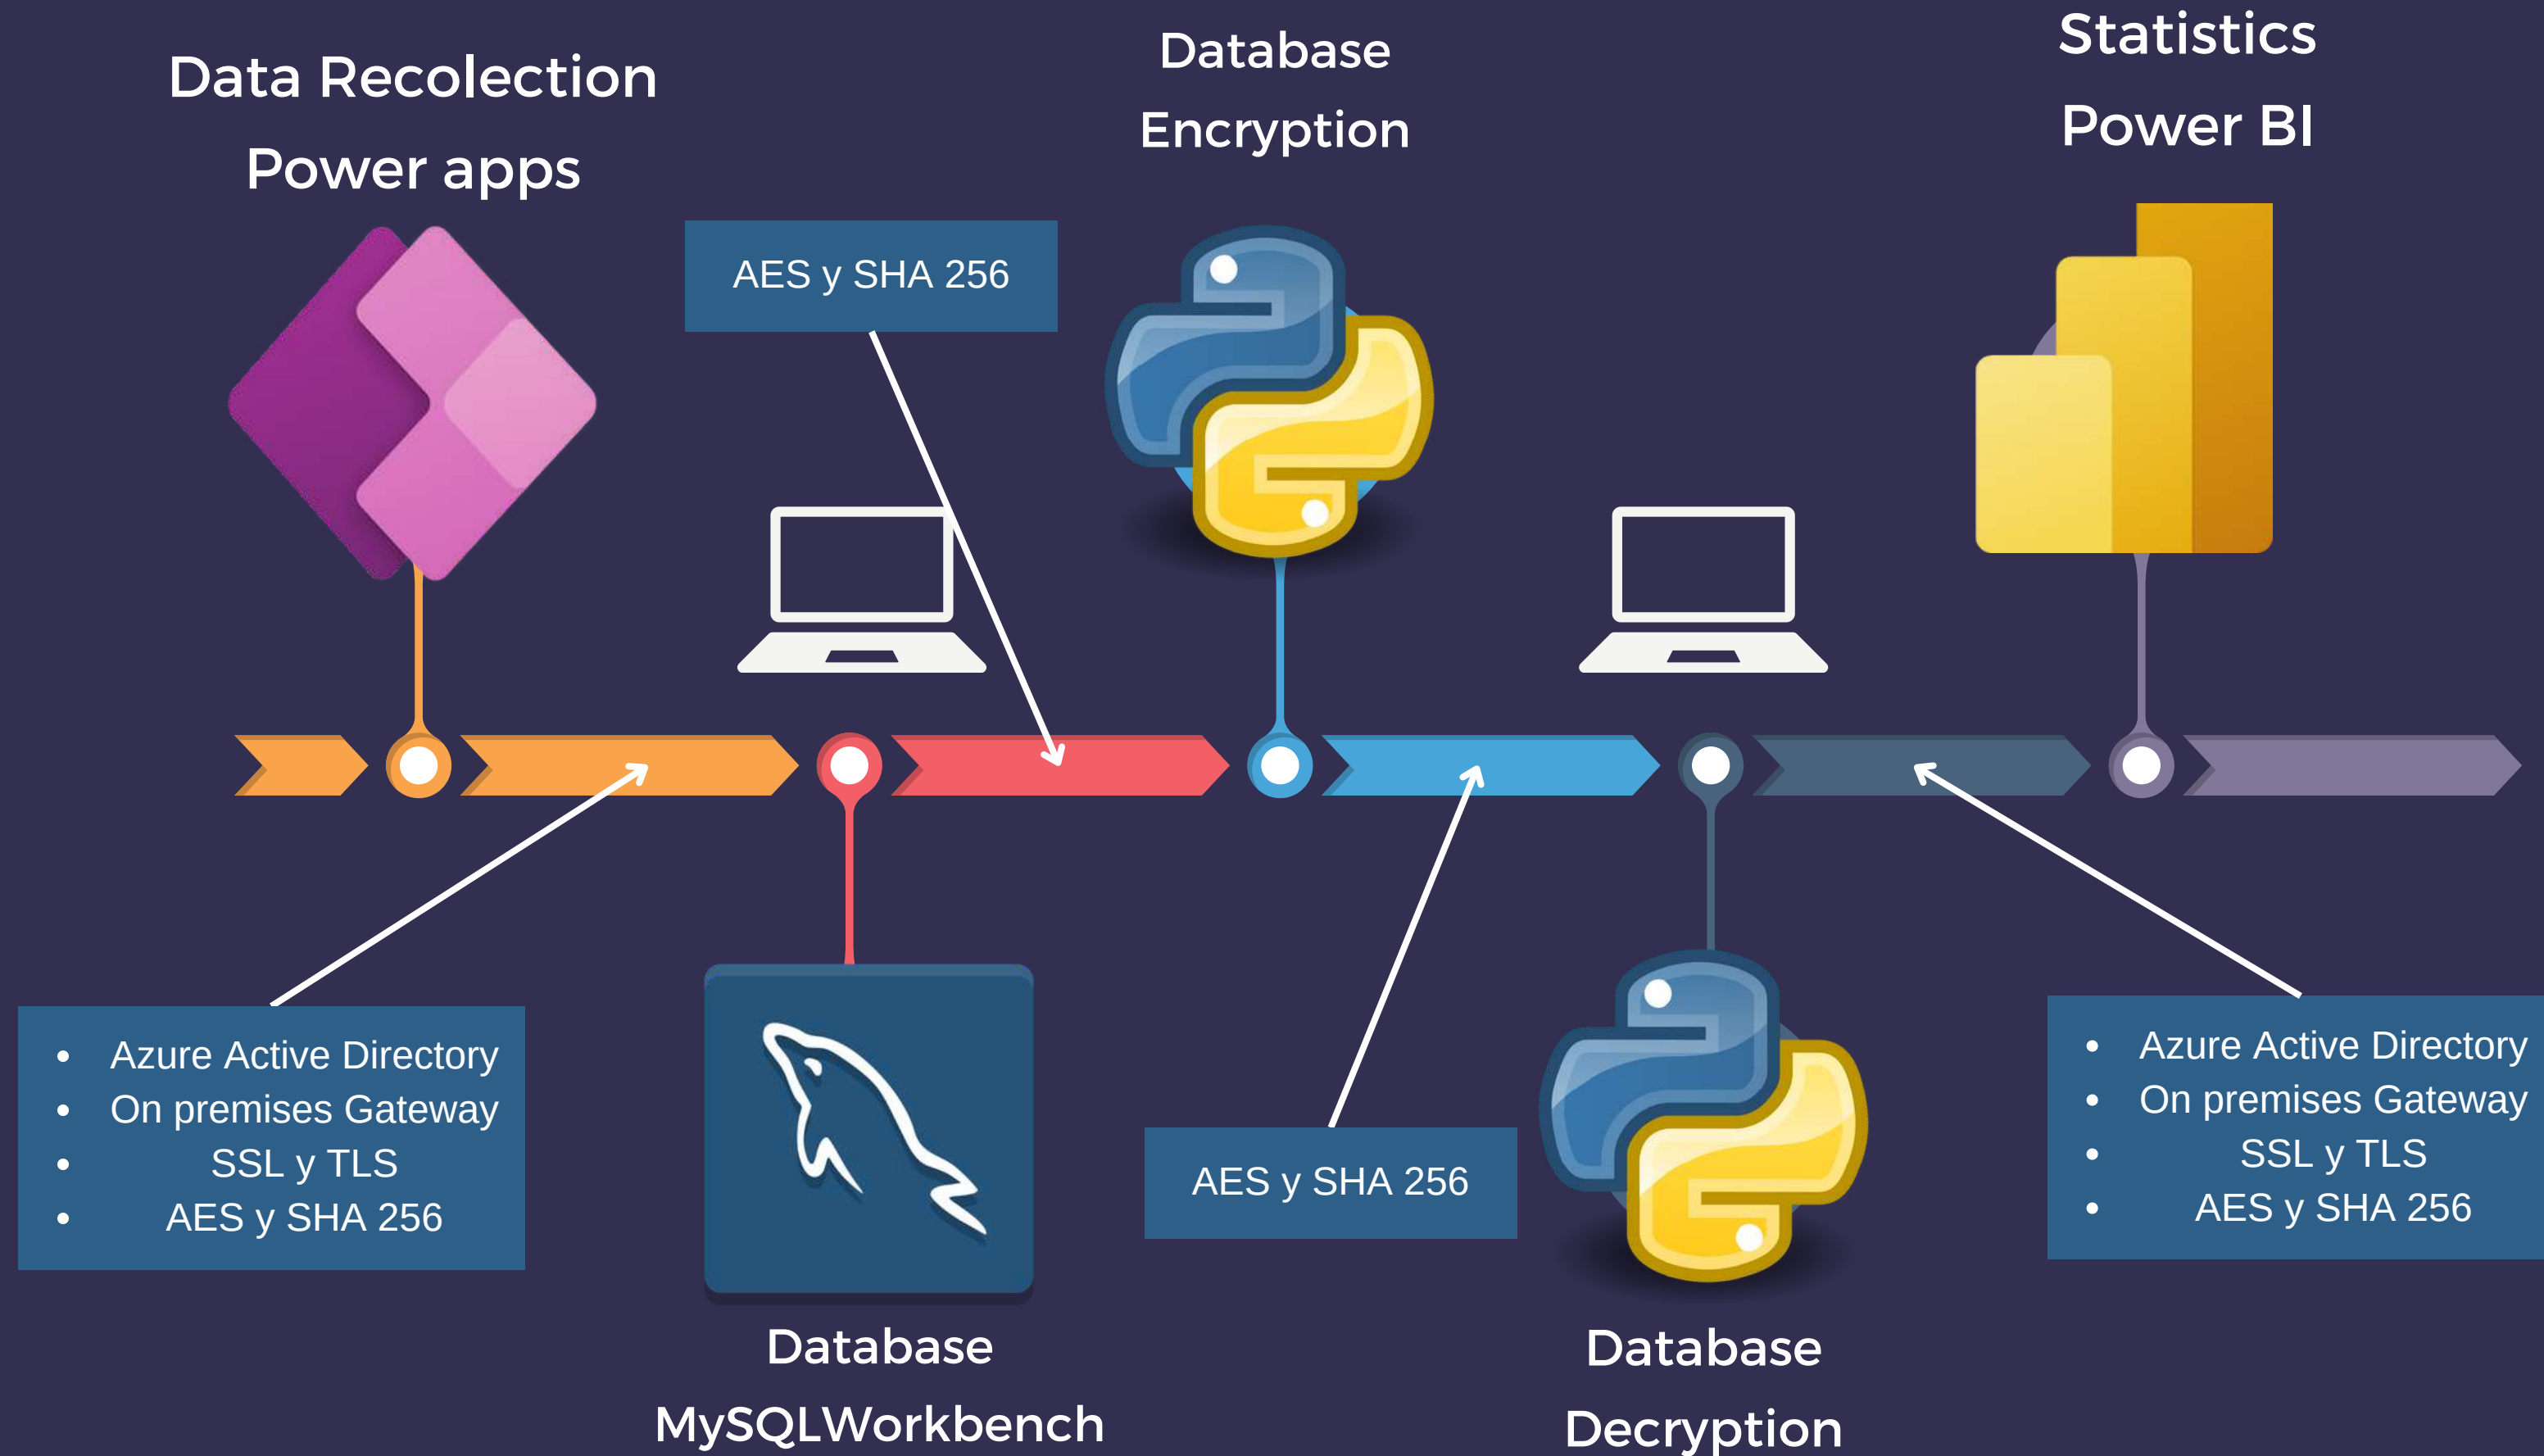 Data Recolection
Power apps
Database
Encryption
Statistics
Power BI
AES y SHA 256
• Azure Active Directory
• On premises Gateway
• SSL y TLS
• AES y SHA 256
AES y SHA 256
• Azure Active Directory
• On premises Gateway
• SSL y TLS
• AES y SHA 256
Database
MySQLWorkbench
Database
Decryption